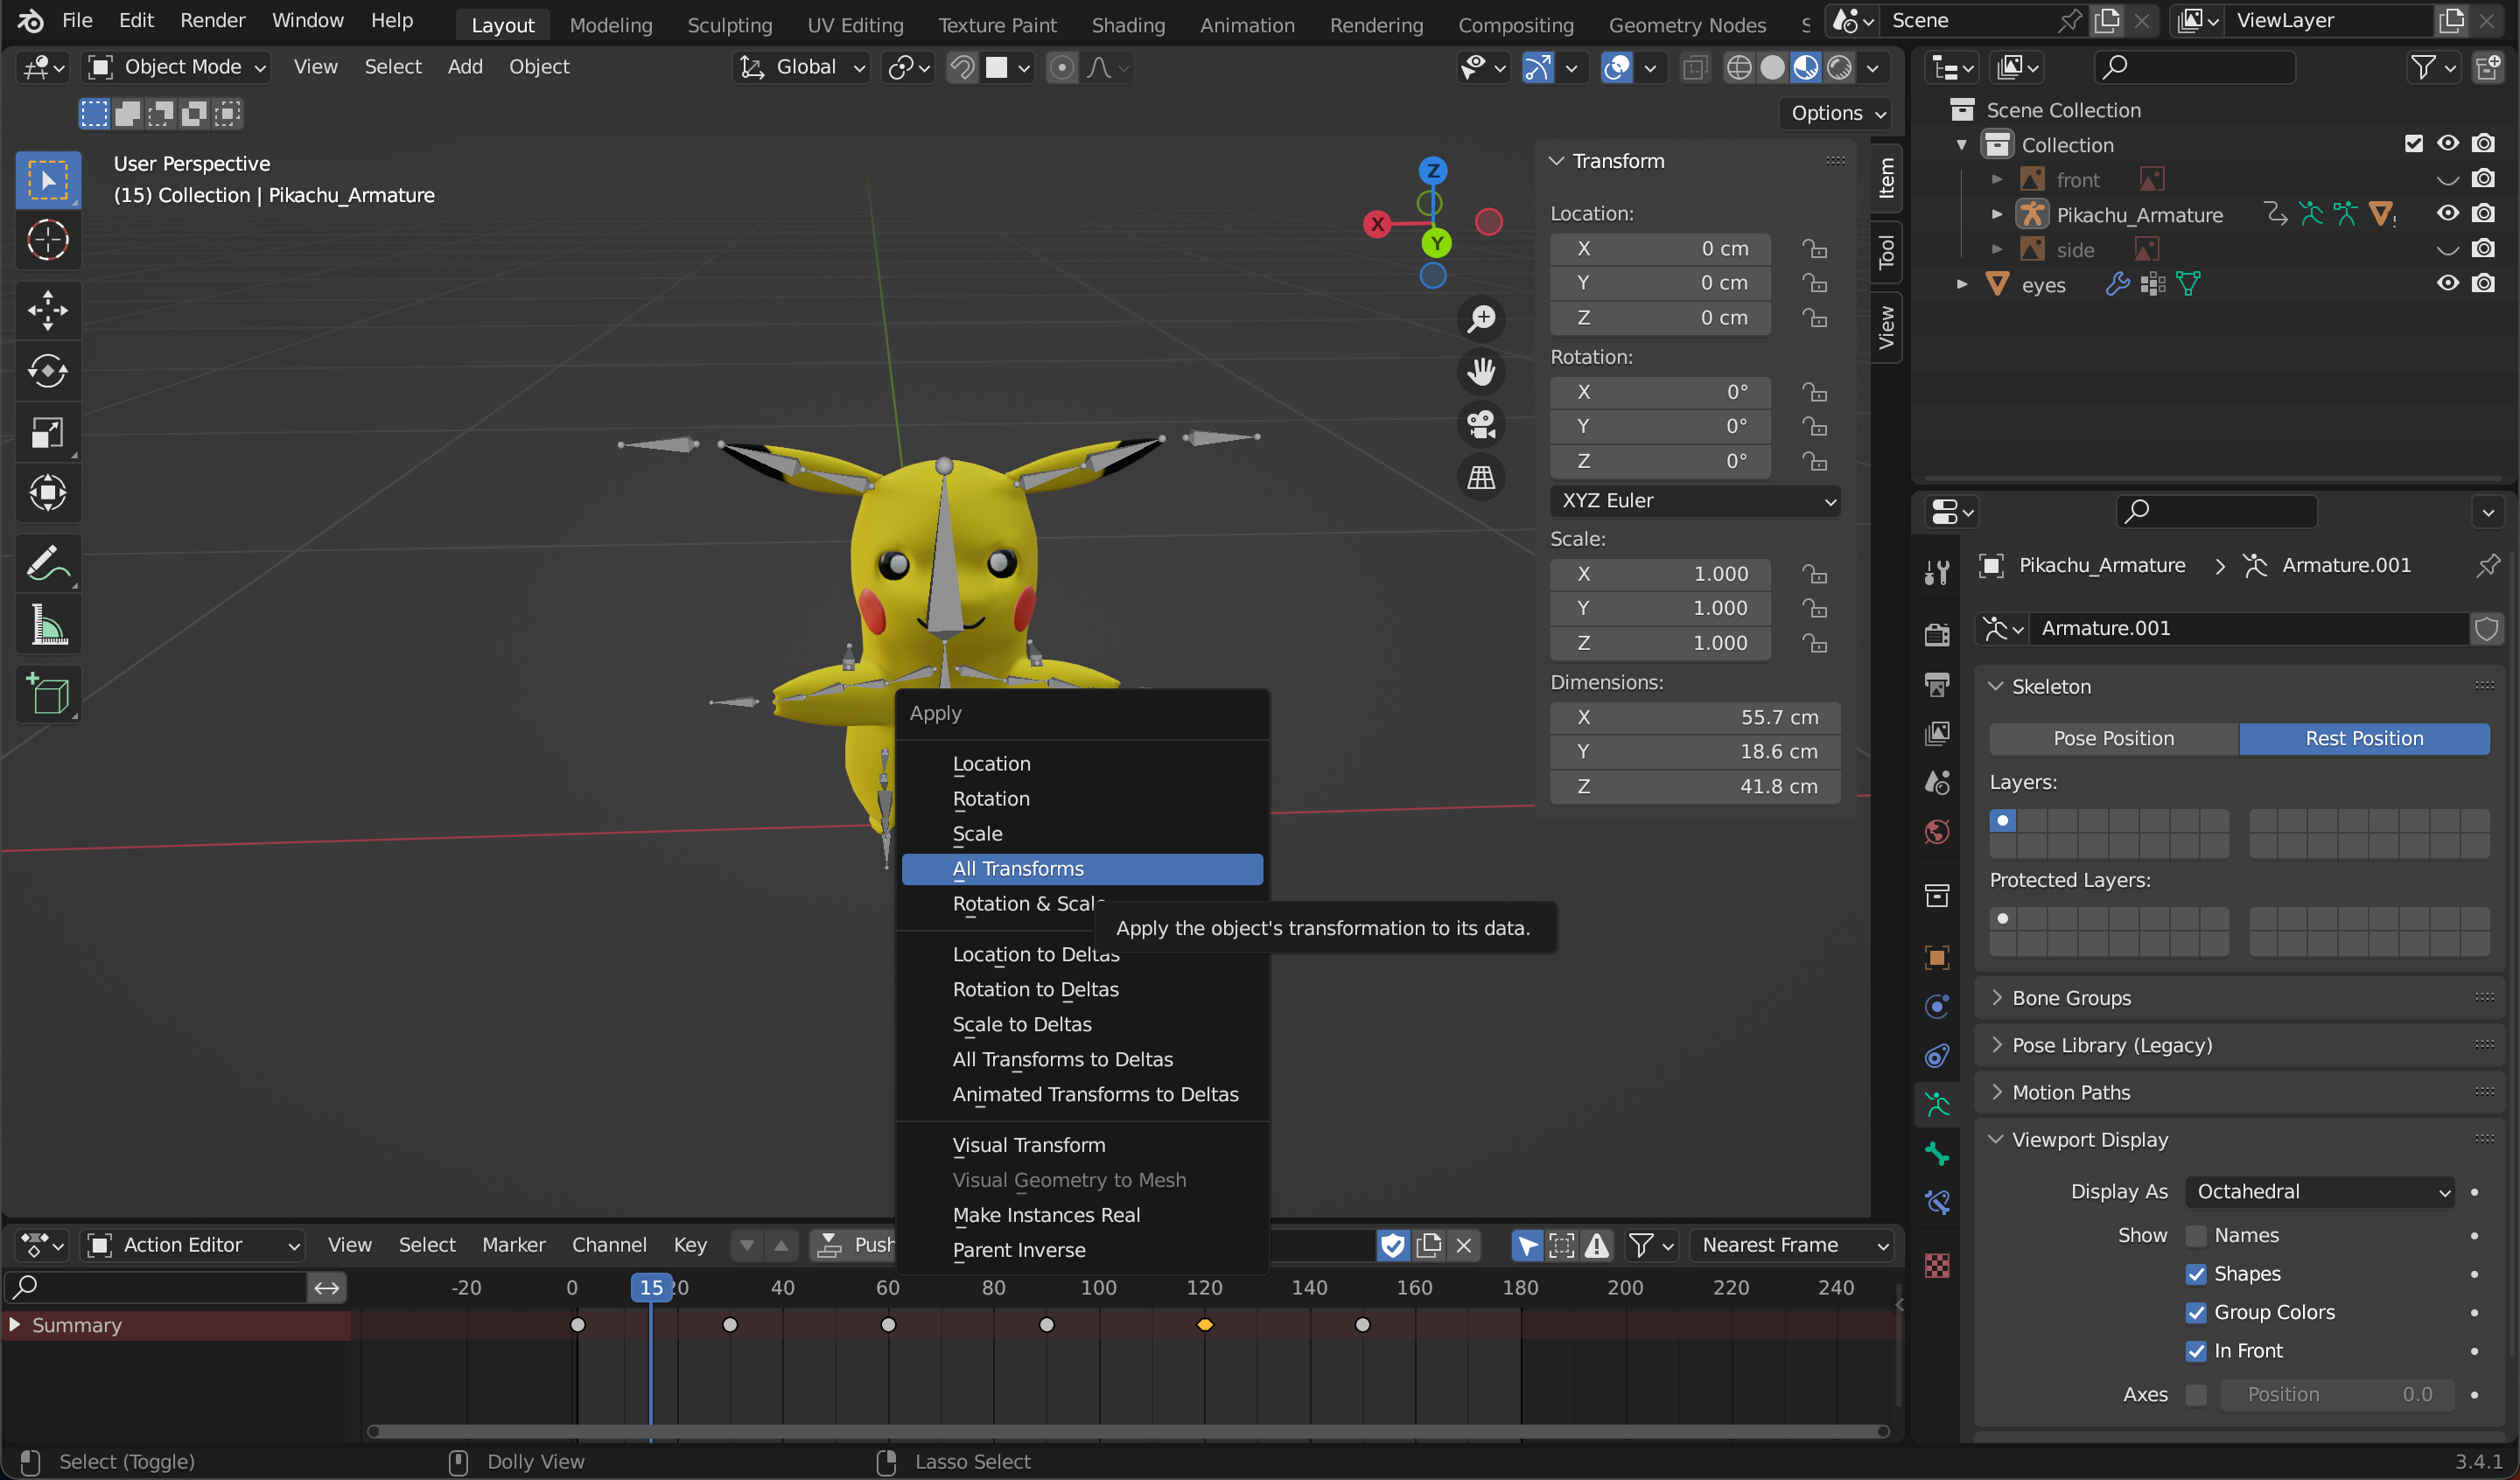 File Edit Render Window Help Layout Modeling Sculpting UV Editing Texture Paint Shading Animation Rendering Compositing Geometry Nodes Scene ViewLayer
Object Mode View Select Add Object Global
Options
User Perspective
(15) Collection | Pikachu_Armature
Z
X
Y
Transform
Location:
X 0 cm
Y 0 cm
Z 0 cm
Rotation:
X 0°
Y 0°
Z 0°
XYZ Euler
Scale:
X 1.000
Y 1.000
Z 1.000
Dimensions:
X 55.7 cm
Y 18.6 cm
Z 41.8 cm
Item
Tool
View
Apply
Location
Rotation
Scale
All Transforms
Rotation & Scale
Apply the object's transformation to its data.
Location to Deltas
Rotation to Deltas
Scale to Deltas
All Transforms to Deltas
Animated Transforms to Deltas
Visual Transform
Visual Geometry to Mesh
Make Instances Real
Parent Inverse
Scene Collection
Collection
front
Pikachu_Armature
side
eyes
Pikachu_Armature Armature.001
Armature.001
Skeleton
Pose Position Rest Position
Layers:
Protected Layers:
Bone Groups
Pose Library (Legacy)
Motion Paths
Viewport Display
Display As Octahedral
Show Names
Shapes
Group Colors
In Front
Axes Position 0.0
Action Editor View Select Marker Channel Key Push Nearest Frame
-20 0 15 20 40 60 80 100 120 140 160 180 200 220 240
Summary
Select (Toggle) Dolly View Lasso Select 3.4.1